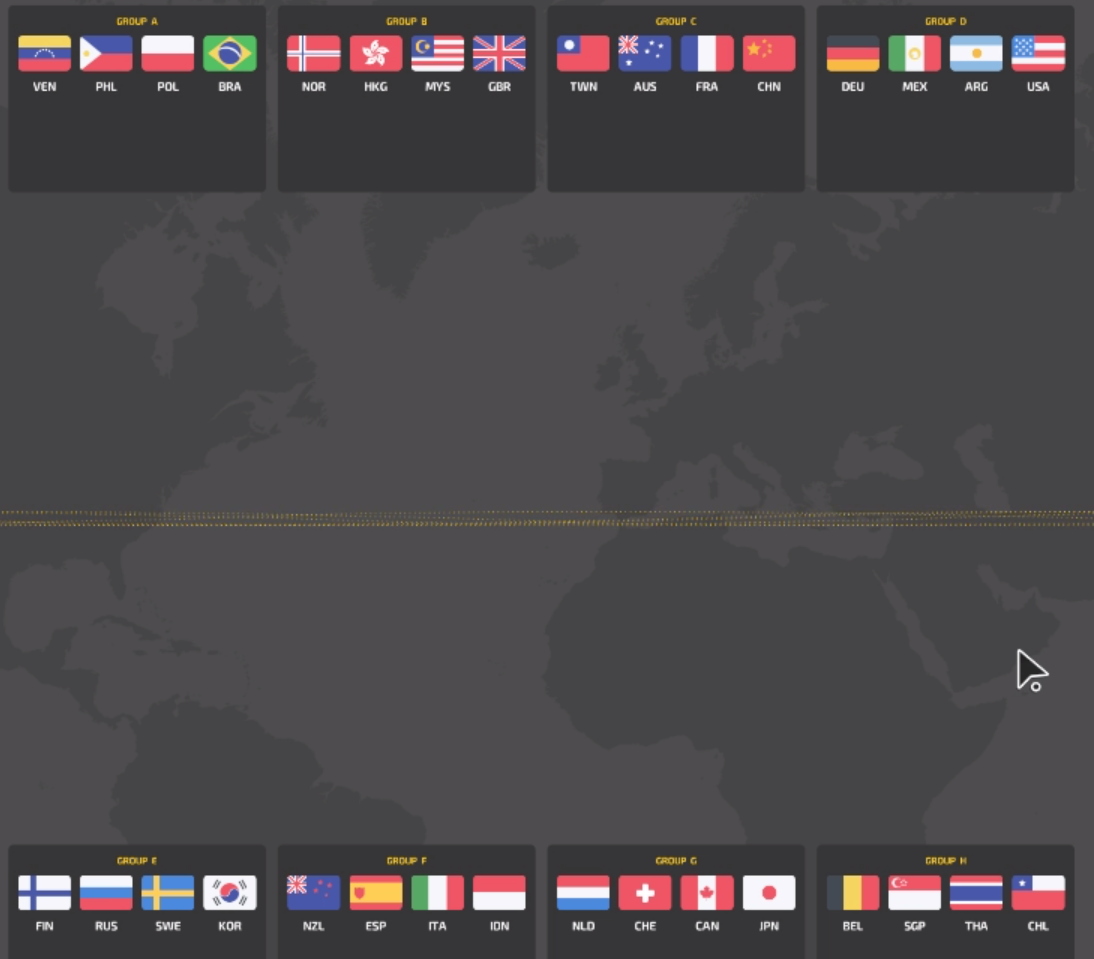 GROUP A
VEN PHL POL BRA
GROUP B
NOR HKG MYS GBR
GROUP C
TWN AUS FRA CHN
GROUP D
DEU MEX ARG USA
GROUP E
FIN RUS SWE KOR
GROUP F
NZL ESP ITA IDN
GROUP G
NLD CHE CAN JPN
GROUP H
BEL SGP THA CHL